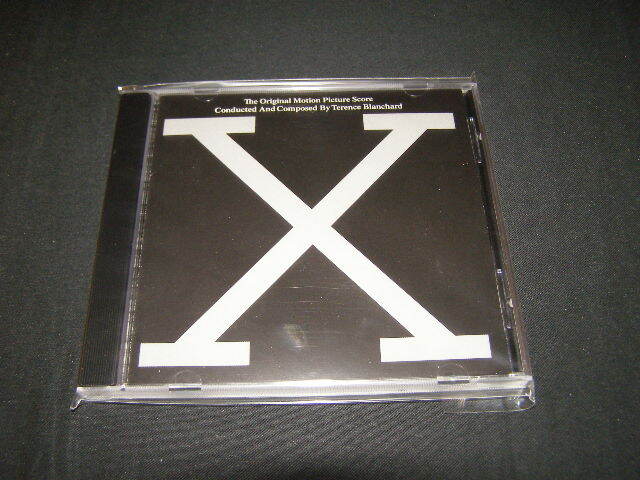 The Original Motion Picture Score
Conducted And Composed By Terence Blanchard
X